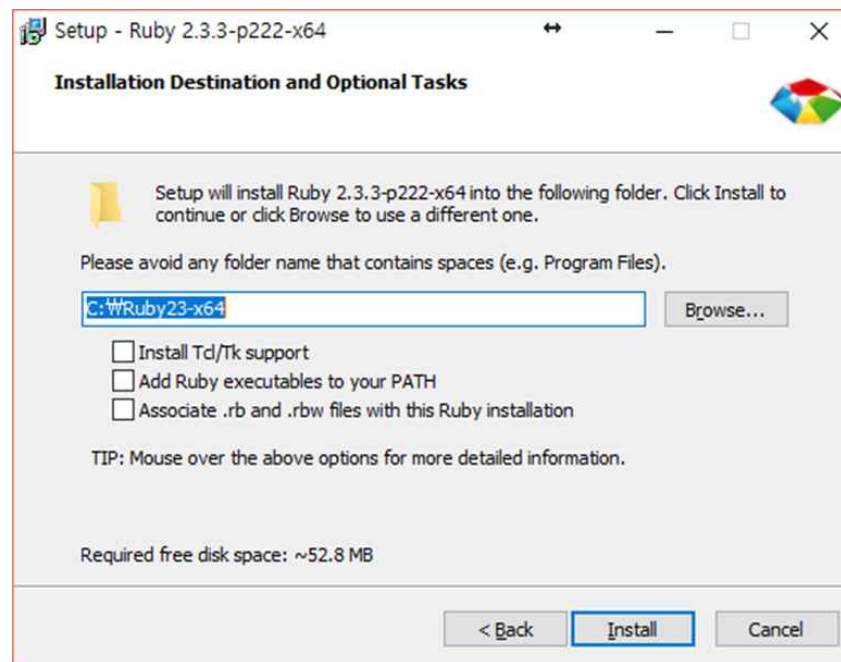 Setup - Ruby 2.3.3-p222-x64
Installation Destination and Optional Tasks
Setup will install Ruby 2.3.3-p222-x64 into the following folder. Click Install to
continue or click Browse to use a different one.
Please avoid any folder name that contains spaces (e.g. Program Files).
C:₩Ruby23-x64
Browse...
Install Tcl/Tk support
Add Ruby executables to your PATH
Associate .rb and .rbw files with this Ruby installation
TIP: Mouse over the above options for more detailed information.
Required free disk space: ~52.8 MB
< Back
Install
Cancel